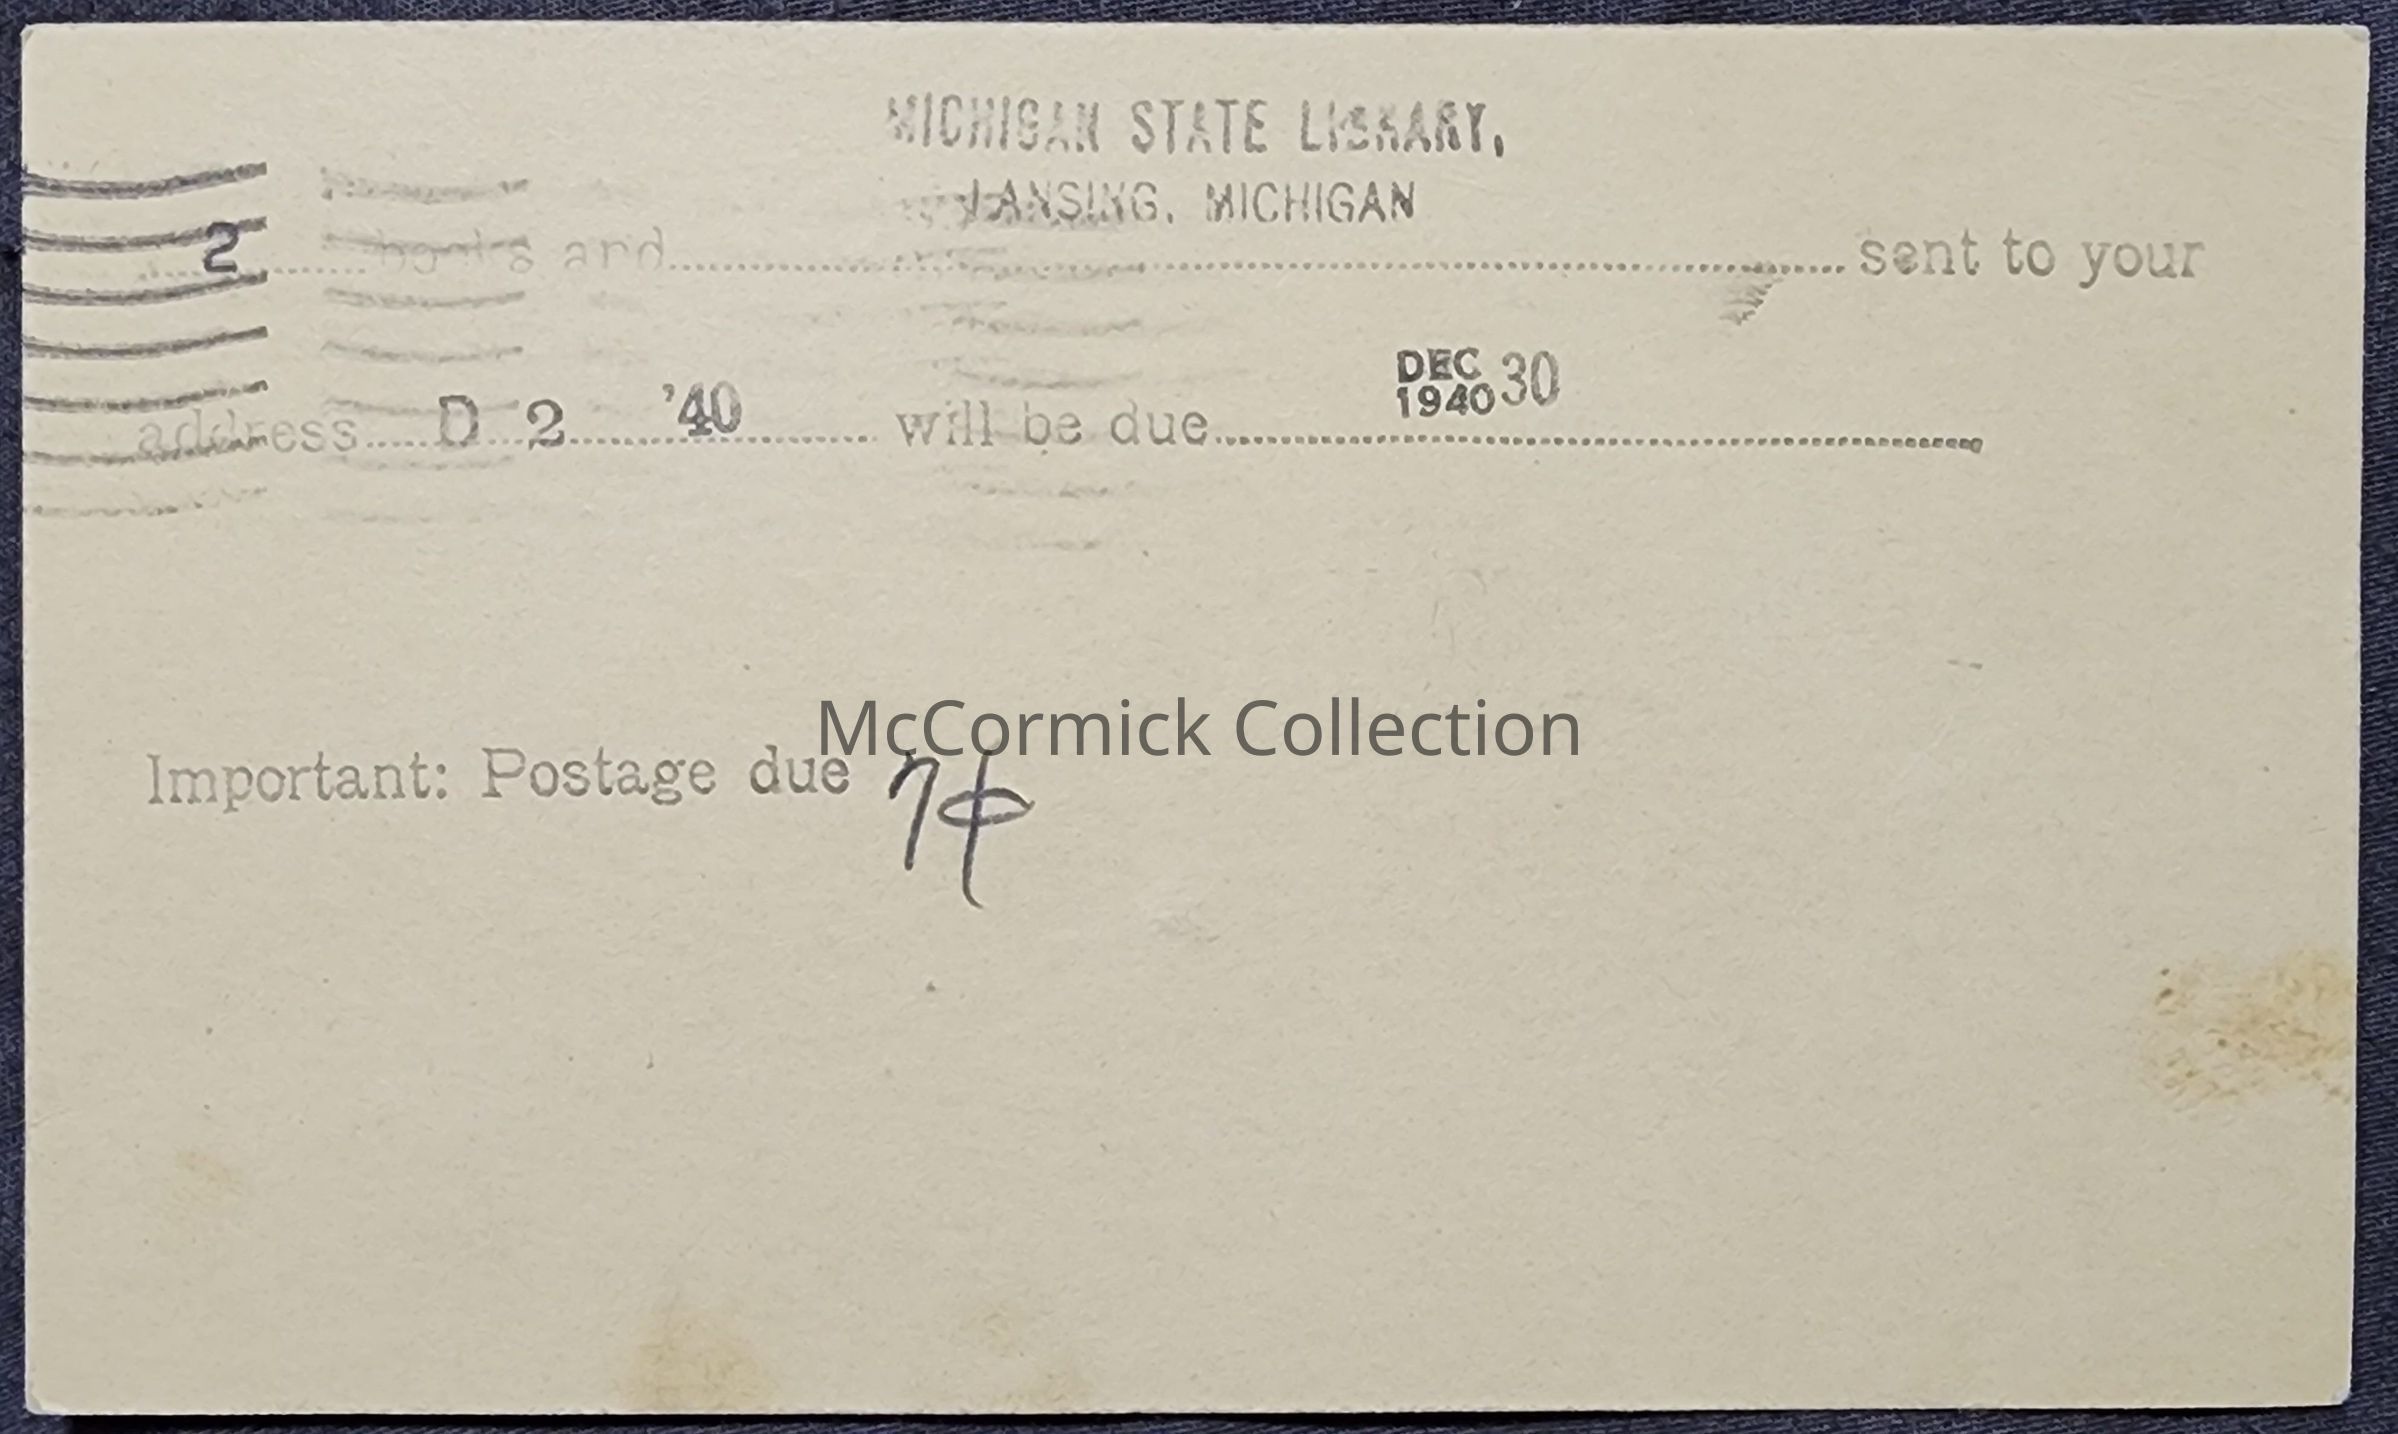 MICHIGAN STATE LIBRARY,
LANSING, MICHIGAN
2 books and sent to your
address D 2 '40 will be due DEC 1940 30
McCormick Collection
Important: Postage due 7¢